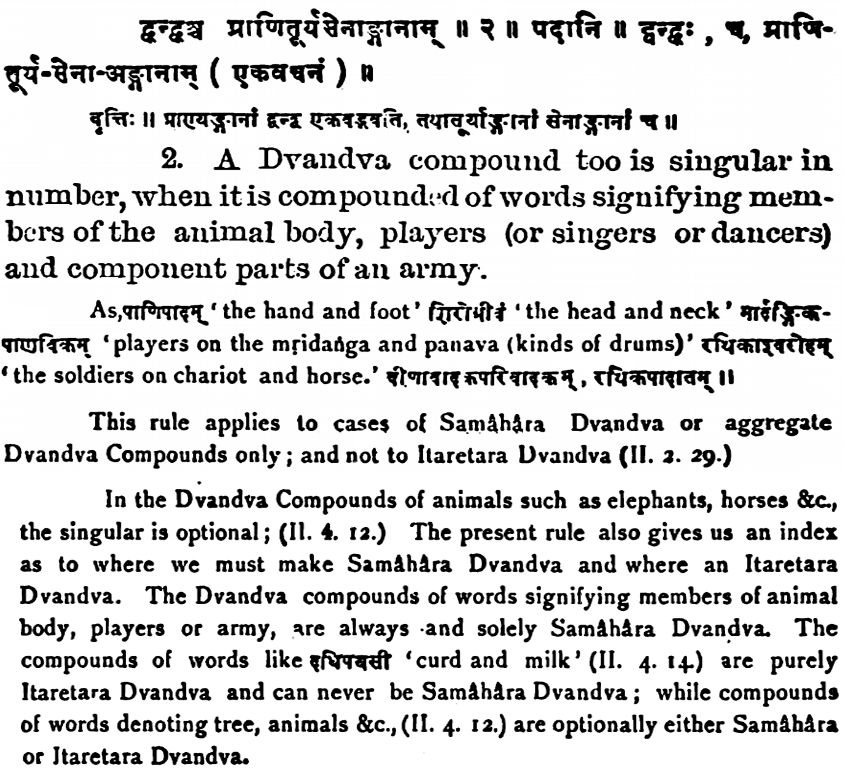 द्वन्द्वश्च प्राणितूर्यसेनाङ्गानाम् ॥ २ ॥ पदानि ॥ द्वन्द्वः , च, प्राणि-
तूर्य-सेना-अङ्गानाम् ( एकवचनं ) ॥
वृत्तिः ॥ प्राण्यङ्गानां द्वन्द्व एकवद्भवति, तथातूर्याङ्गानां सेनाङ्गानां च ॥
2. A Dvandva compound too is singular in
number, when it is compounded of words signifying mem-
bers of the animal body, players (or singers or dancers)
and component parts of an army.
As, पाणिपादम् ‘the hand and foot’ शिरोग्रीवं ‘the head and neck’ मार्दङ्गिक-
पाणविकम् ‘players on the mṛidaṅga and panava (kinds of drums)’ रथिकाश्वरोहम्
‘the soldiers on chariot and horse.’ वीणावादकपरिवादकम् , रथिकपादातम् ॥
This rule applies to cases of Samâhâra Dvandva or aggregate
Dvandva Compounds only ; and not to Itaretara Dvandva (II. 2. 29.)
In the Dvandva Compounds of animals such as elephants, horses &c.,
the singular is optional ; (II. 4. 12.) The present rule also gives us an index
as to where we must make Samâhâra Dvandva and where an Itaretara
Dvandva. The Dvandva compounds of words signifying members of animal
body, players or army, are always and solely Samâhâra Dvandva. The
compounds of words like दधिपयसी ‘curd and milk’ (II. 4. 14.) are purely
Itaretara Dvandva and can never be Samâhâra Dvandva ; while compounds
of words denoting tree, animals &c., (II. 4. 12.) are optionally either Samâhâra
or Itaretara Dvandva.